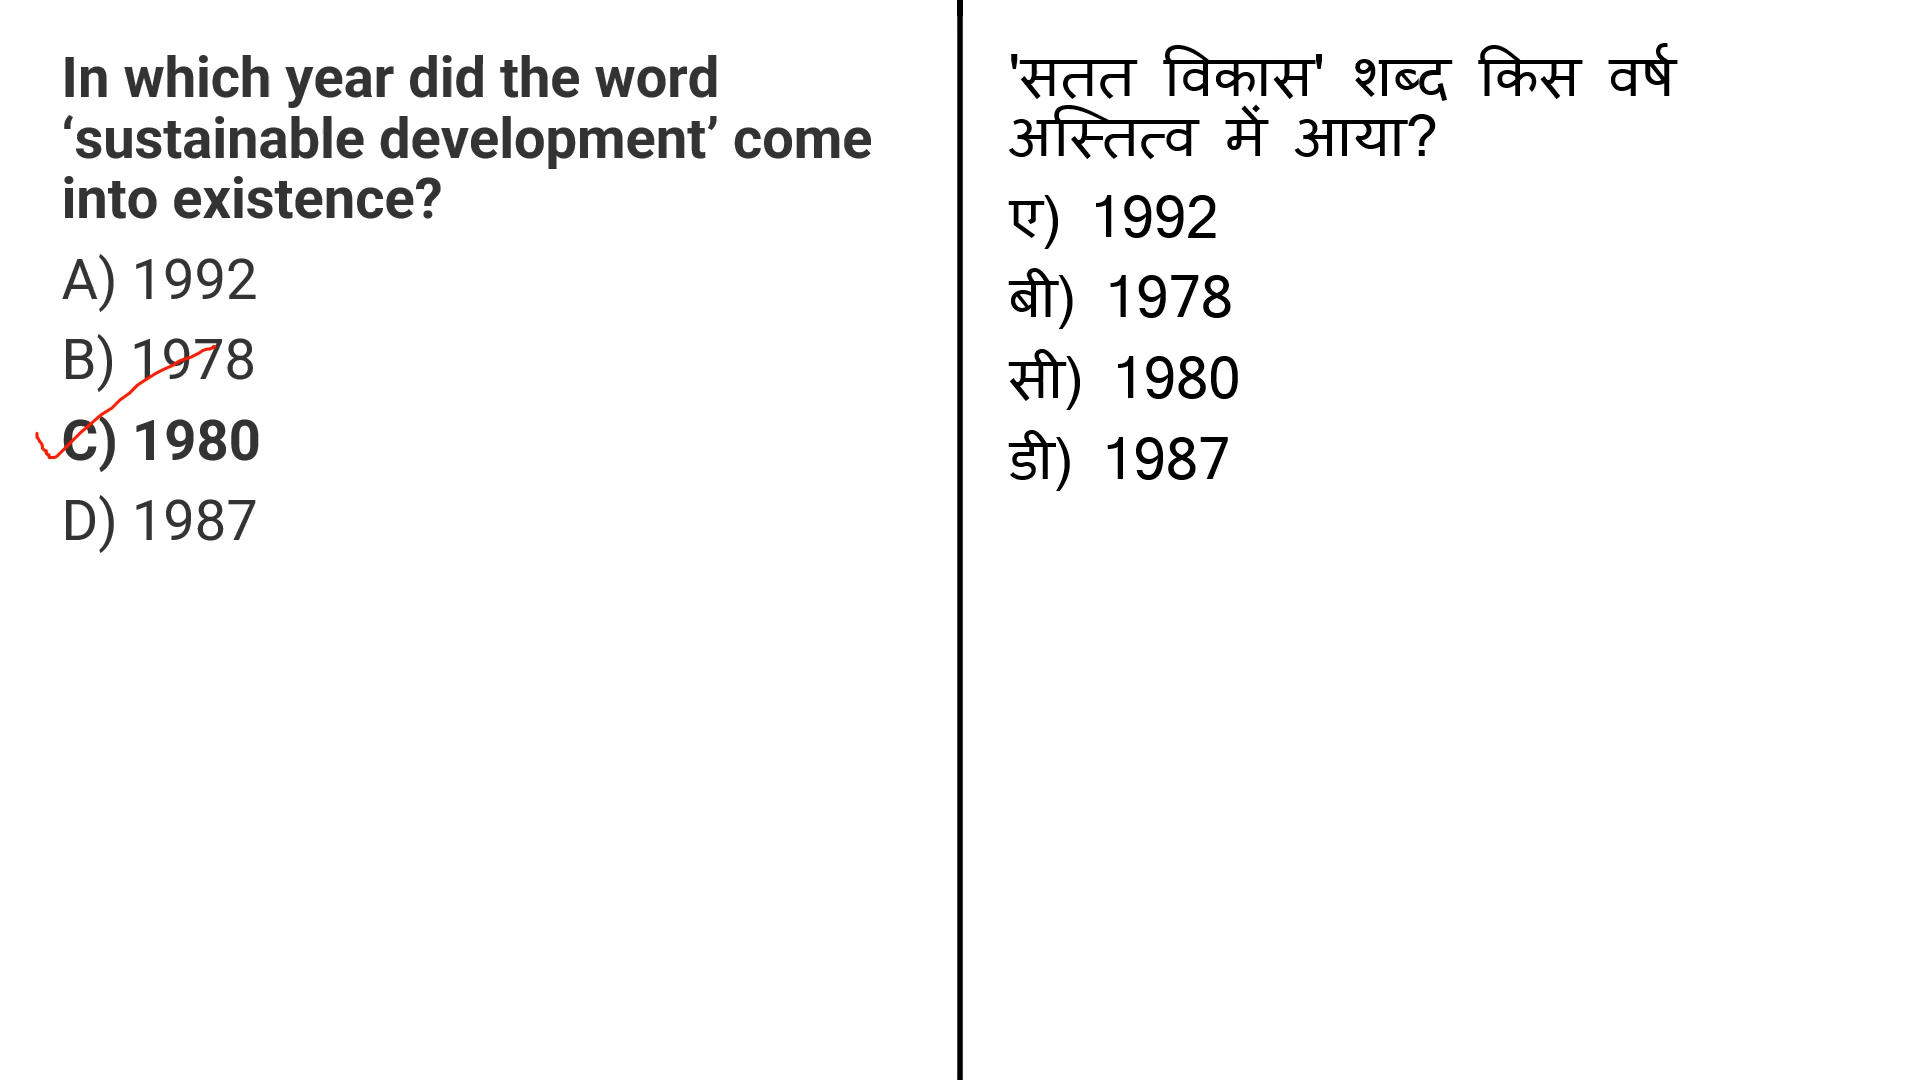 In which year did the word
‘sustainable development’ come
into existence?
A) 1992
B) 1978
C) 1980
D) 1987
'सतत विकास' शब्द किस वर्ष
अस्तित्व में आया?
ए) 1992
बी) 1978
सी) 1980
डी) 1987